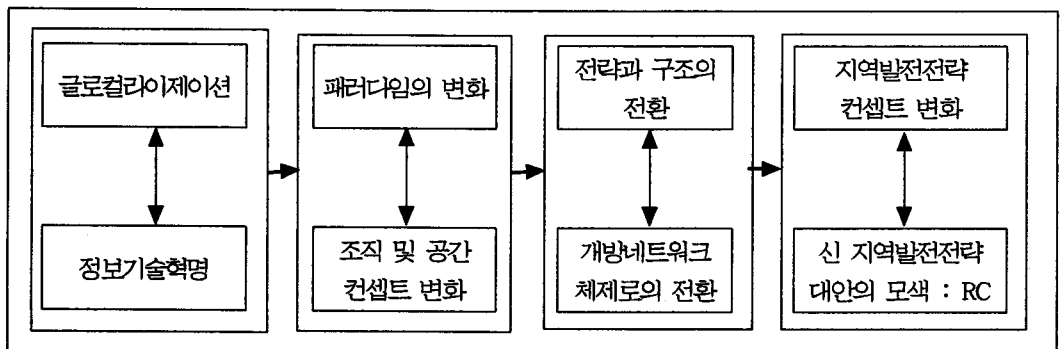 글로컬라이제이션
정보기술혁명
패러다임의 변화
조직 및 공간
컨셉트 변화
전략과 구조의
전환
개방네트워크
체제로의 전환
지역발전전략
컨셉트 변화
신 지역발전전략
대안의 모색 : RC